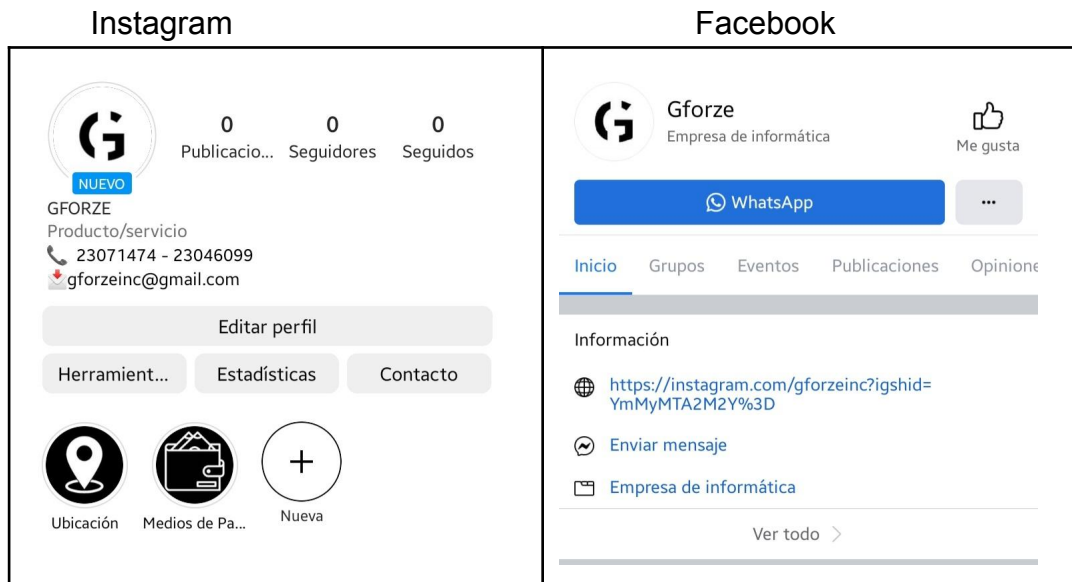 Instagram
Facebook
0 0 0
Publicacio... Seguidores Seguidos
NUEVO
GFORZE
Producto/servicio
23071474 - 23046099
gforzeinc@gmail.com
Editar perfil
Herramient... Estadísticas Contacto
Ubicación Medios de Pa... Nueva
Gforze
Empresa de informática
Me gusta
WhatsApp
Inicio Grupos Eventos Publicaciones Opinione
Información
https://instagram.com/gforzeinc?igshid=
YmMyMTA2M2Y%3D
Enviar mensaje
Empresa de informática
Ver todo